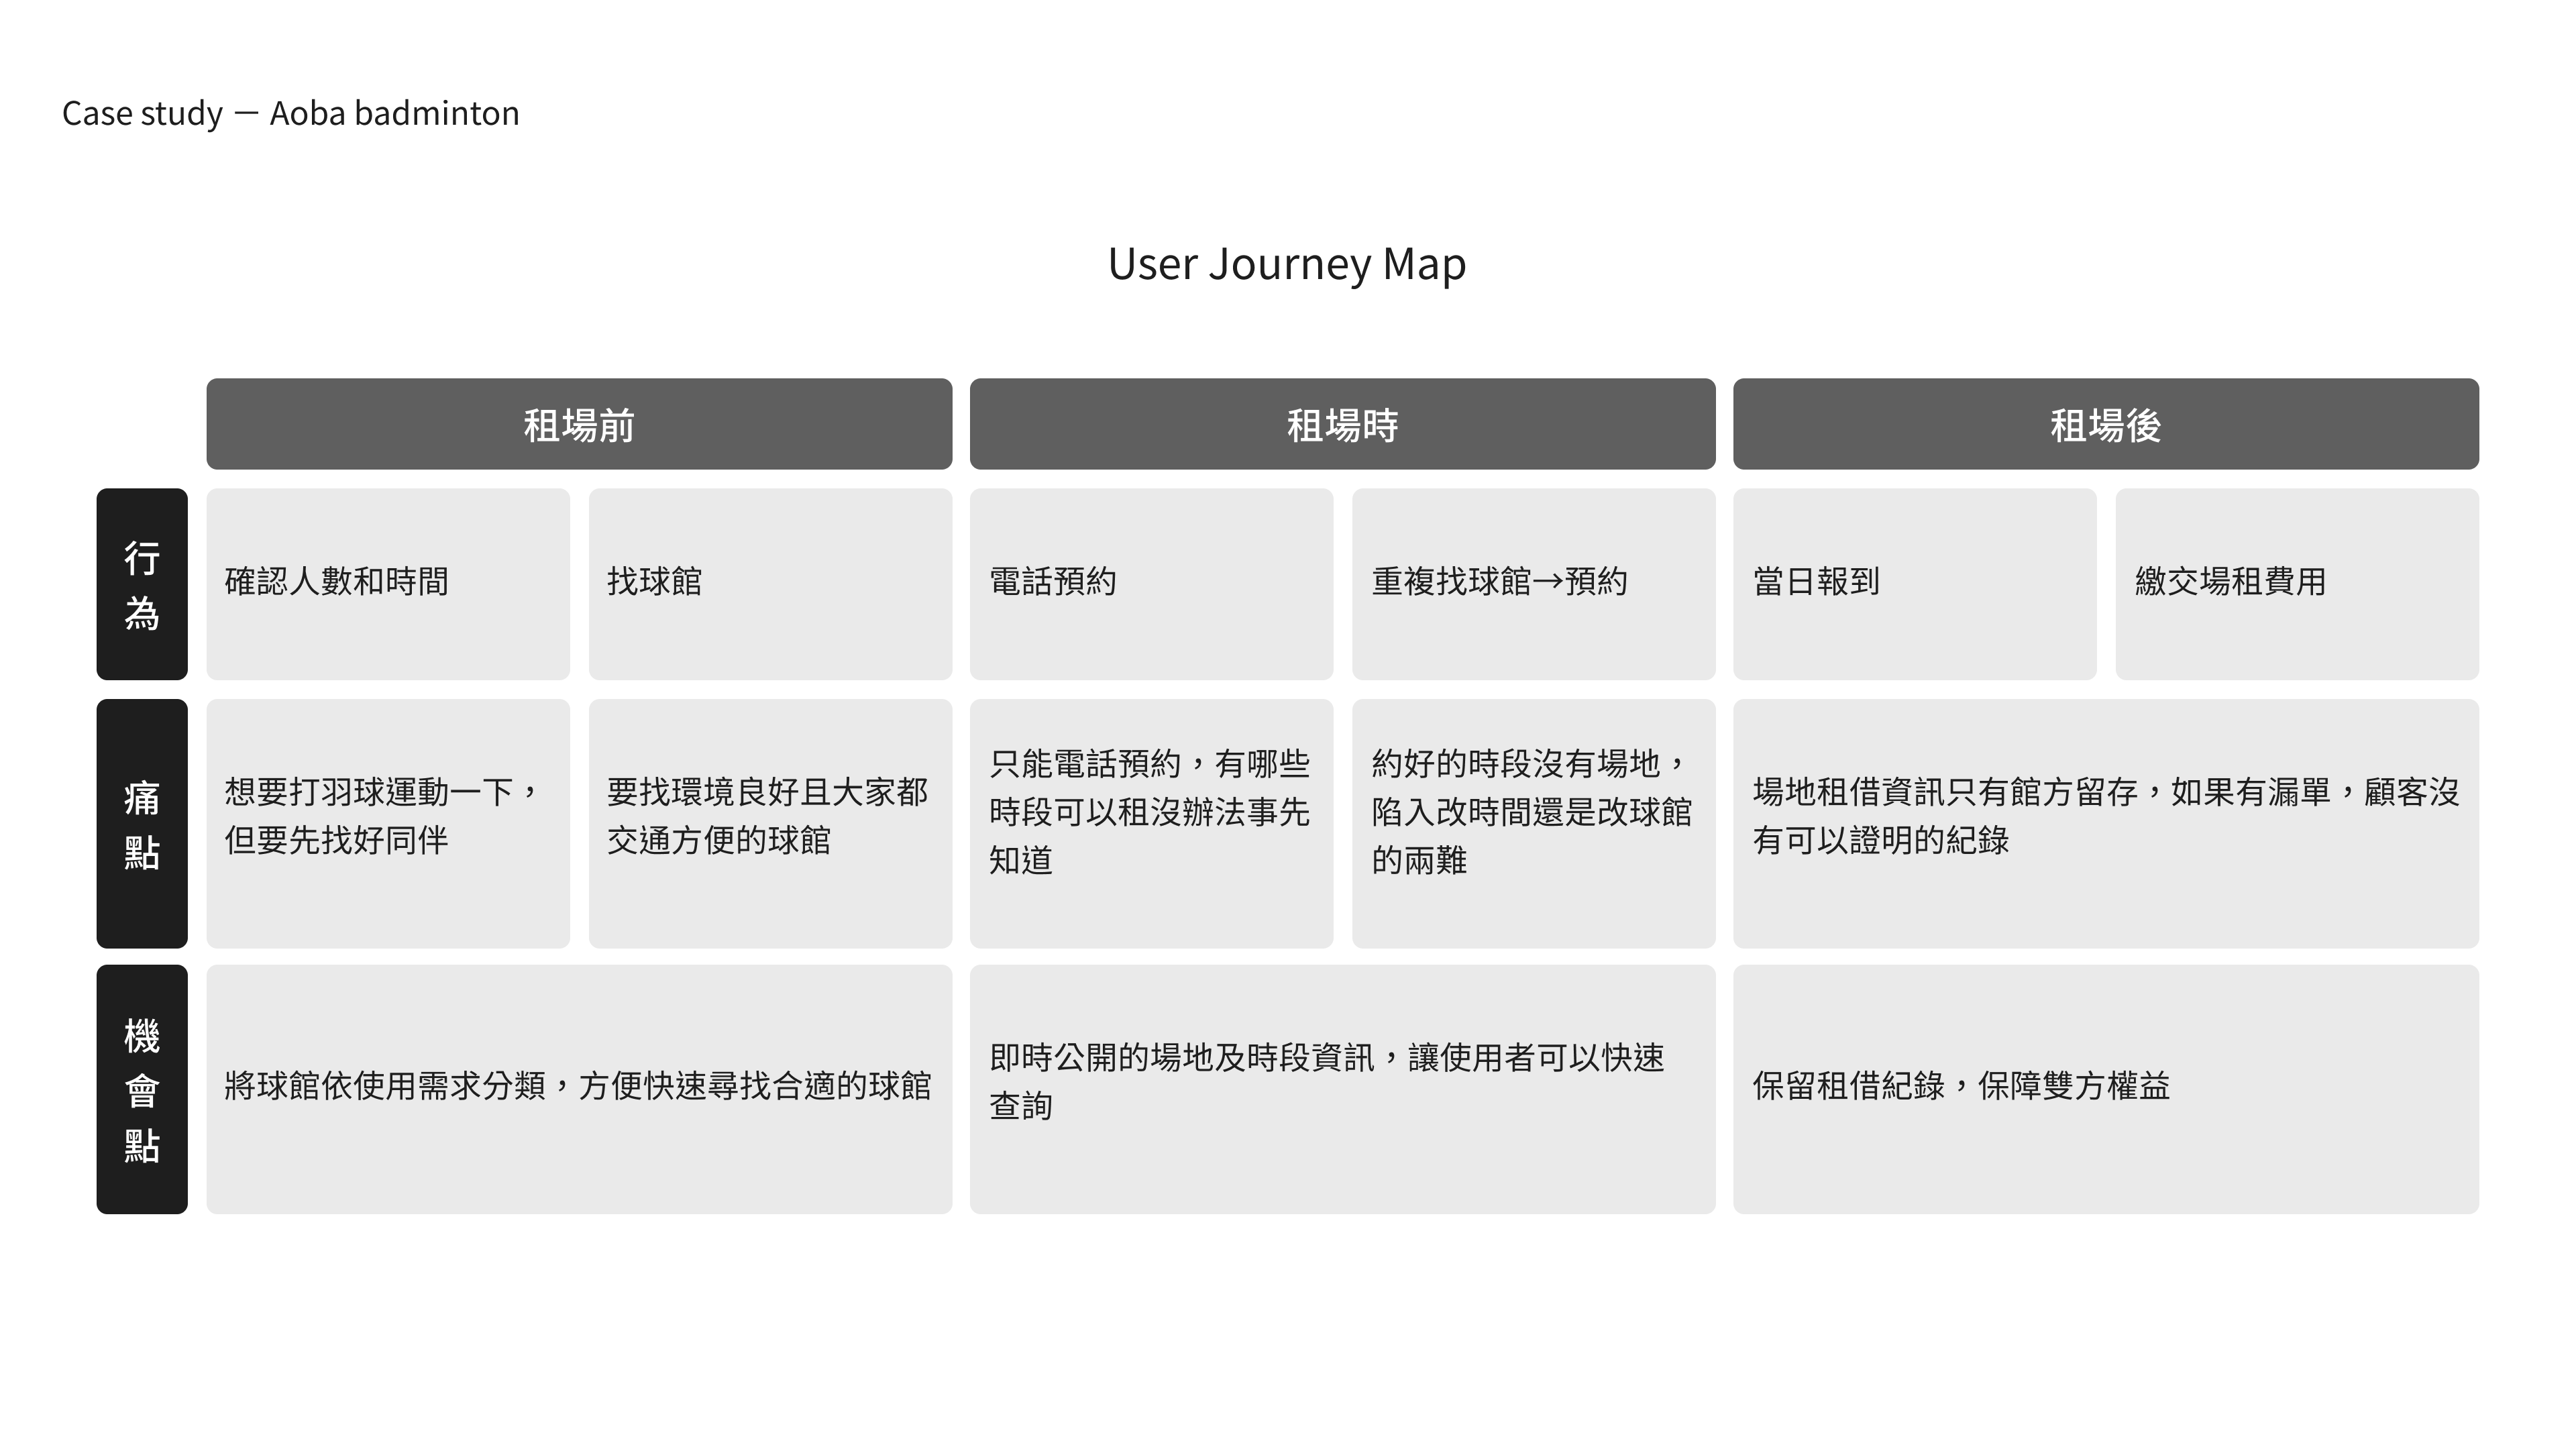 Case study － Aoba badminton
User Journey Map
租場前
租場時
租場後
行
為
確認人數和時間
找球館
電話預約
重複找球館→預約
當日報到
繳交場租費用
痛
點
想要打羽球運動一下，
但要先找好同伴
要找環境良好且大家都
交通方便的球館
只能電話預約，有哪些
時段可以租沒辦法事先
知道
約好的時段沒有場地，
陷入改時間還是改球館
的兩難
場地租借資訊只有館方留存，如果有漏單，顧客沒
有可以證明的紀錄
機
會
點
將球館依使用需求分類，方便快速尋找合適的球館
即時公開的場地及時段資訊，讓使用者可以快速
查詢
保留租借紀錄，保障雙方權益